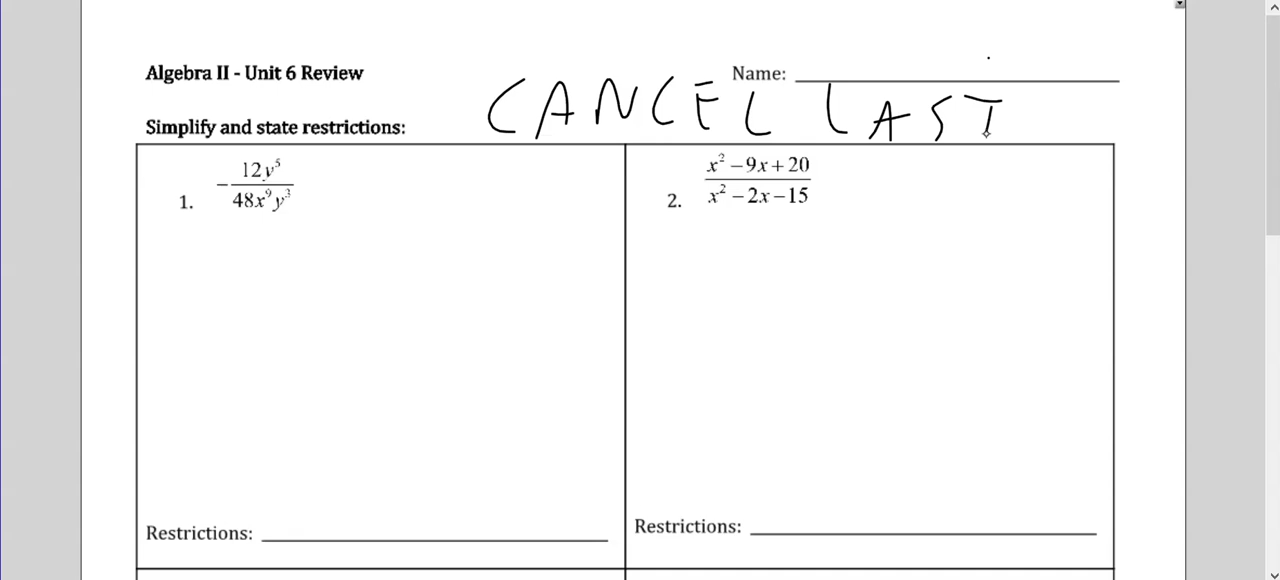 Algebra II - Unit 6 Review
Name:
CANCEL LAST
Simplify and state restrictions:
1. -12y⁵/48x⁹y³
2. x² - 9x + 20/x² - 2x - 15
Restrictions:
Restrictions: